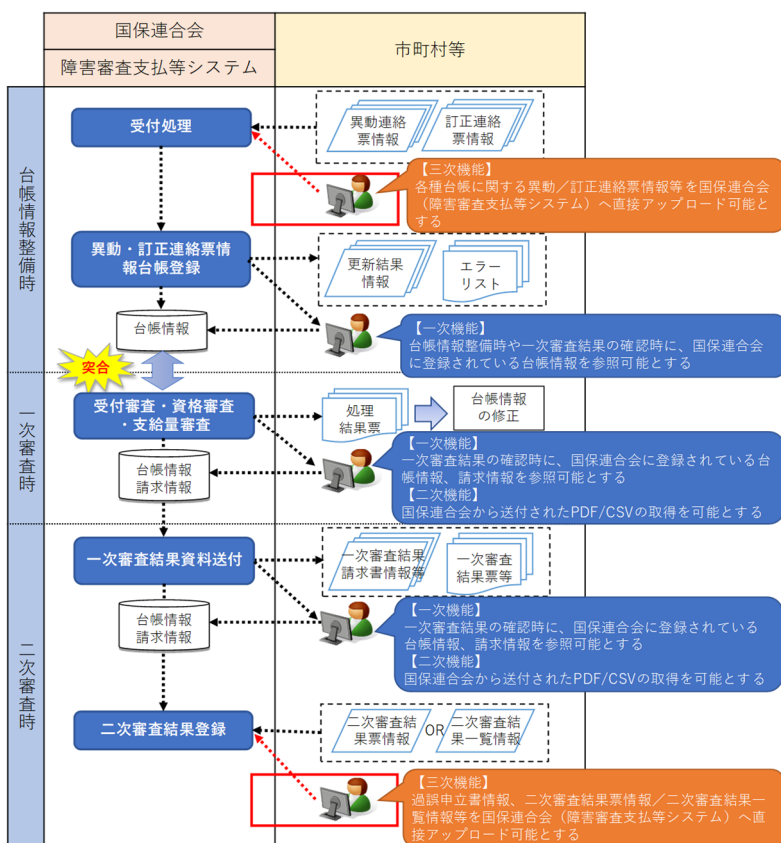 国保連合会
障害審査支払等システム
市町村等
台帳情報整備時
受付処理
異動連絡
票情報
訂正連絡
票情報
【三次機能】
各種台帳に関する異動／訂正連絡票情報等を国保連合会
（障害審査支払等システム）へ直接アップロード可能と
する
異動・訂正連絡票情
報台帳登録
更新結果
情報
エラー
リスト
台帳情報
【一次機能】
台帳情報整備時や一次審査結果の確認時に、国保連合会
に登録されている台帳情報を参照可能とする
突合
一次審査時
受付審査・資格審査
・支給量審査
処理
結果票
台帳情報
の修正
台帳情報
請求情報
【一次機能】
一次審査結果の確認時に、国保連合会に登録されている台
帳情報、請求情報を参照可能とする
【二次機能】
国保連合会から送付されたPDF/CSVの取得を可能とする
二次審査時
一次審査結果資料送付
一次審査結果
請求書情報等
一次審査
結果票等
台帳情報
請求情報
【一次機能】
一次審査結果の確認時に、国保連合会に登録されている
台帳情報、請求情報を参照可能とする
【二次機能】
国保連合会から送付されたPDF/CSVの取得を可能とする
二次審査結果登録
二次審査結
果票情報
OR
二次審査結
果一覧情報
【三次機能】
過誤申立書情報、二次審査結果票情報／二次審査結果一
覧情報等を国保連合会（障害審査支払等システム）へ直
接アップロード可能とする